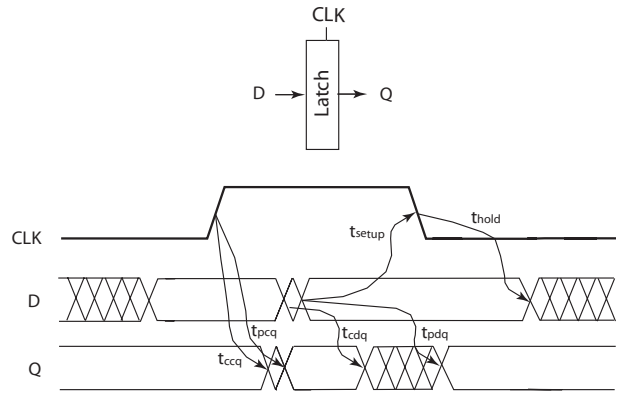 CLK
D
Latch
Q
CLK
tsetup
thold
D
tpcq
tccq
tcdq
tpdq
Q